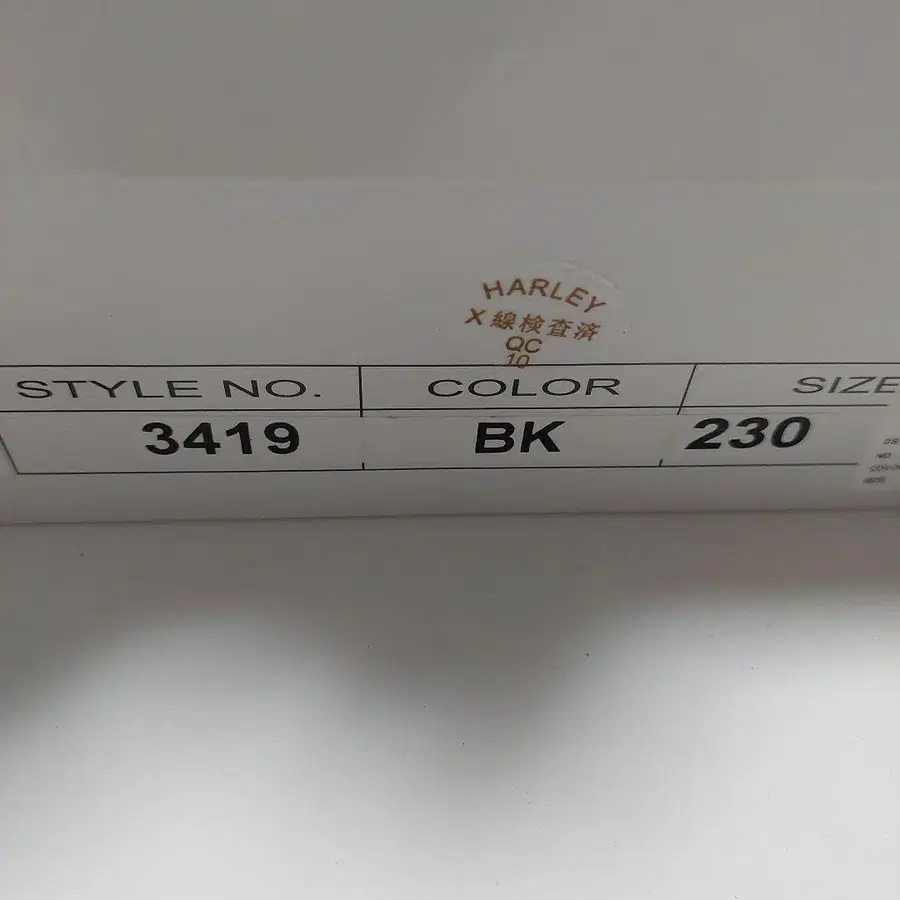 HARLEY
X線検査済
QC
10
STYLE NO. COLOR SIZE
3419 BK 230